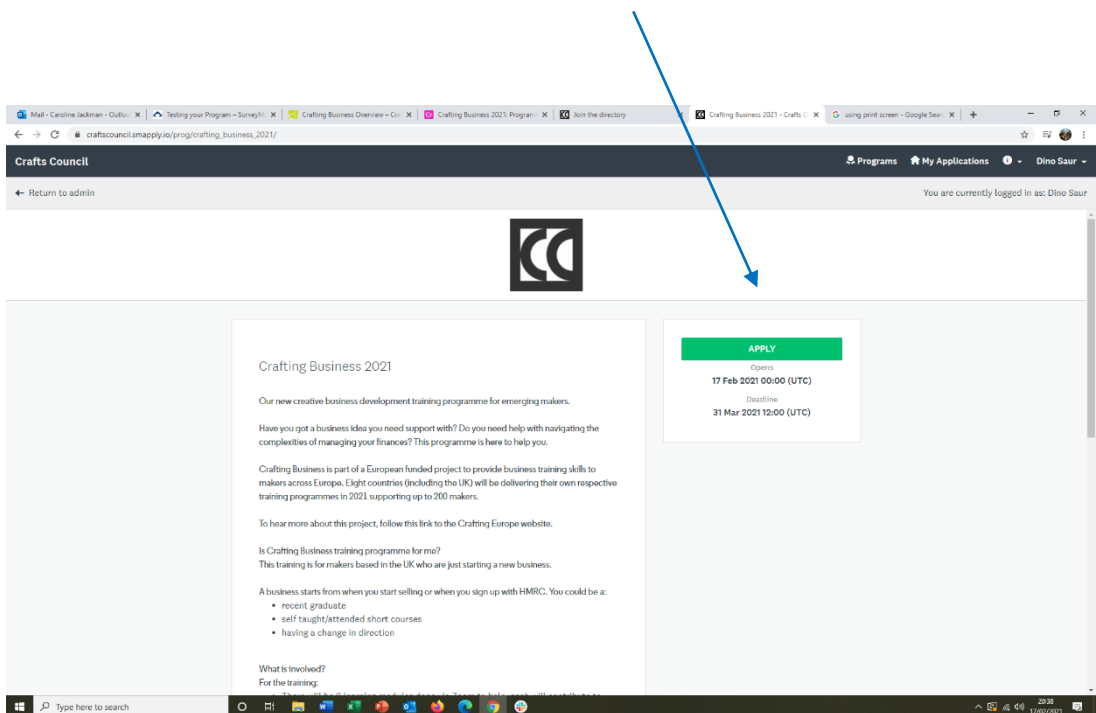 Mail - Caroline Jackman - Outloo
Testing your Program – SurveyM
Crafting Business Overview – Cra
Crafting Business 2021: Program
Join the directory
Crafting Business 2021 - Crafts C
using print screen - Google Sear
craftscouncil.smapply.io/prog/crafting_business_2021/
Crafts Council
Programs
My Applications
Dino Saur
Return to admin
You are currently logged in as: Dino Saur
CC
Crafting Business 2021
Our new creative business development training programme for emerging makers.
Have you got a business idea you need support with? Do you need help with navigating the
complexities of managing your finances? This programme is here to help you.
Crafting Business is part of a European funded project to provide business training skills to
makers across Europe. Eight countries (including the UK) will be delivering their own respective
training programmes in 2021 supporting up to 200 makers.
To hear more about this project, follow this link to the Crafting Europe website.
Is Crafting Business training programme for me?
This training is for makers based in the UK who are just starting a new business.
A business starts from when you start selling or when you sign up with HMRC. You could be a:
• recent graduate
• self taught/attended short courses
• having a change in direction
What is involved?
For the training:
APPLY
Opens
17 Feb 2021 00:00 (UTC)
Deadline
31 Mar 2021 12:00 (UTC)
Type here to search
20:38
17/02/2021